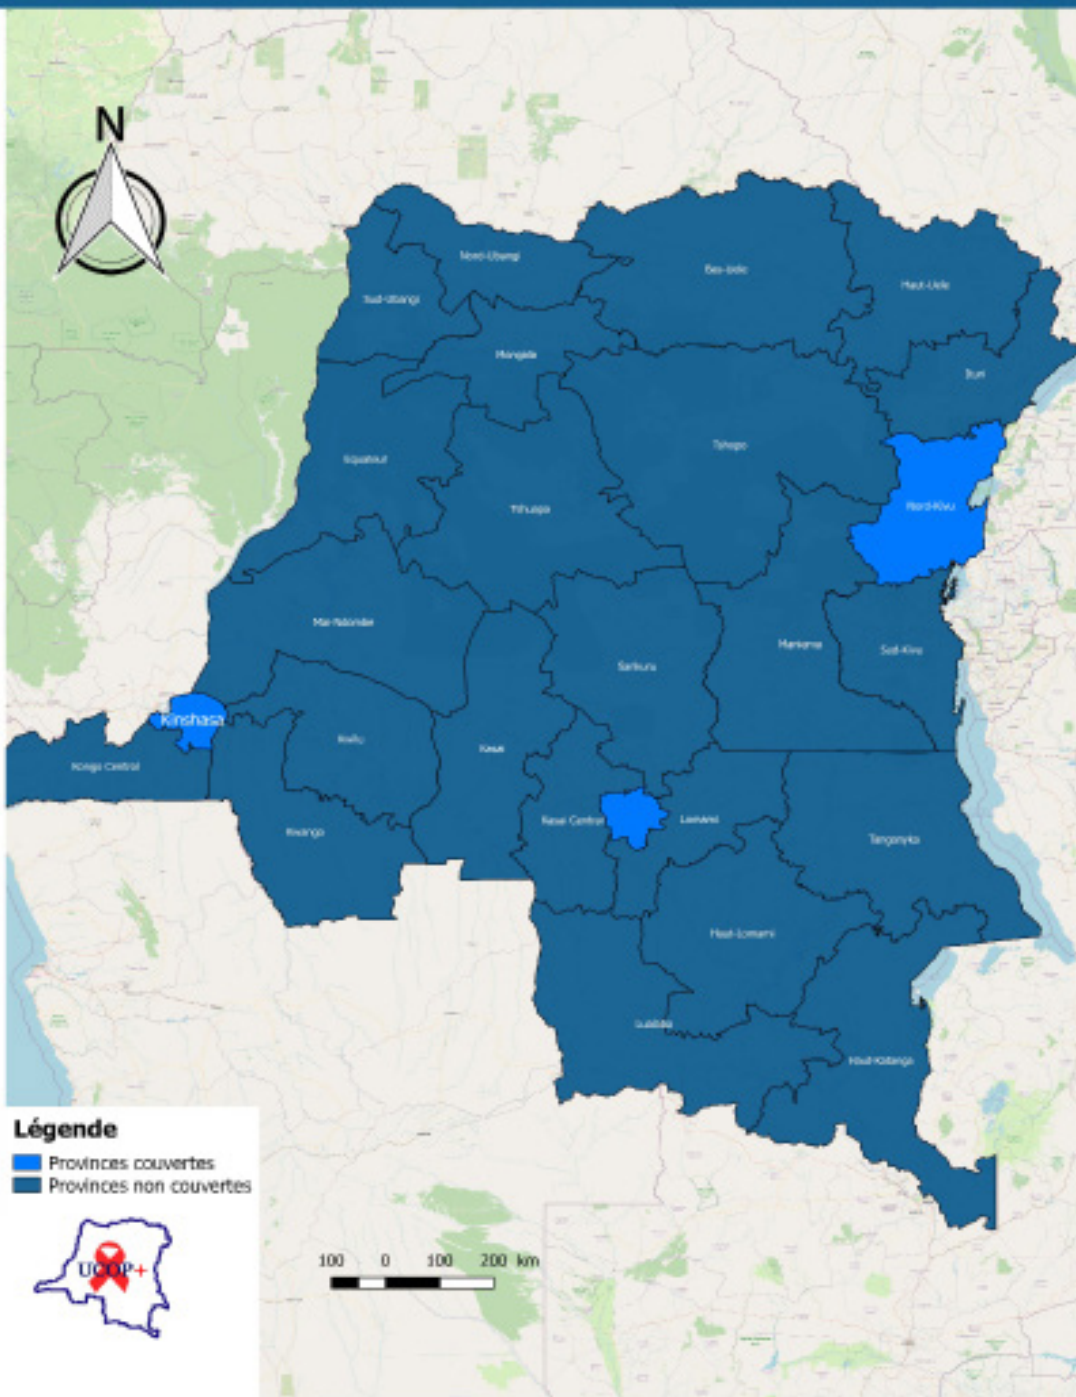 N
Nord-Ubangi
Bas-Uele
Haut-Uele
Sud-Ubangi
Mongala
Ituri
Equateur
Tshopo
Tshuapa
Nord-Kivu
Mai-Ndombe
Maniema
Sud-Kivu
Sankuru
Kinshasa
Kwilu
Kasai
Kongo Central
Kasai Central
Lomami
Kwango
Tanganyka
Haut-Lomami
Lualaba
Haut-Katanga
Légende
Provinces couvertes
Provinces non couvertes
UCOP+
100 0 100 200 km